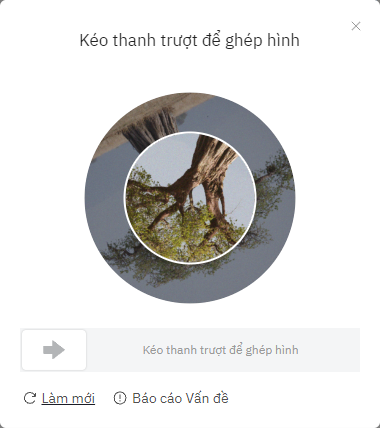 Kéo thanh trượt để ghép hình
Kéo thanh trượt để ghép hình
Làm mới
Báo cáo Vấn đề